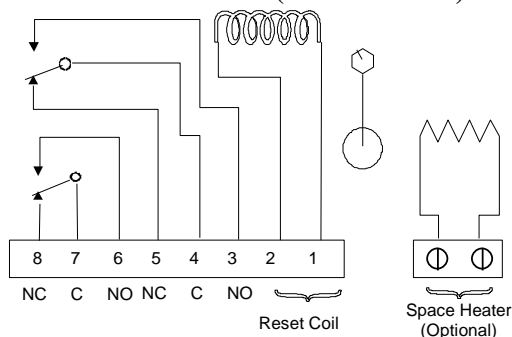 8 7 6 5 4 3 2 1
NC C NO NC C NO
Reset Coil
Space Heater
(Optional)